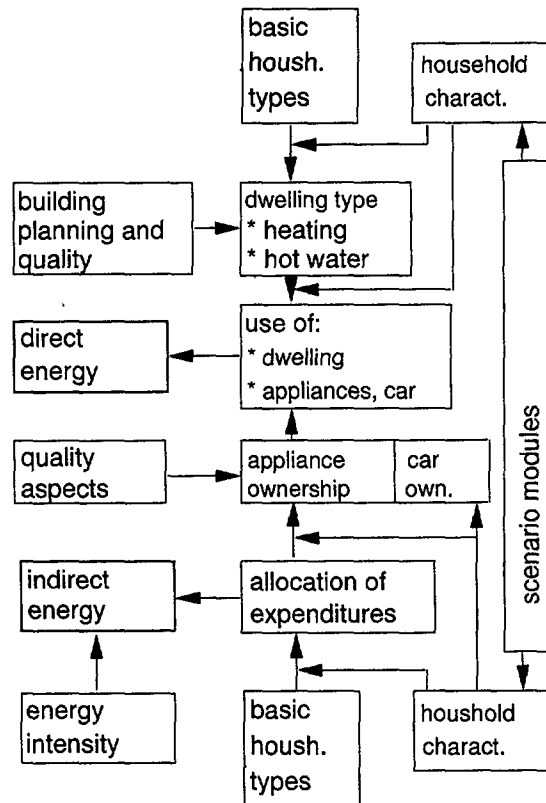 basic
housh.
types
household
charact.
building
planning and
quality
dwelling type
* heating
* hot water
direct
energy
use of:
* dwelling
* appliances, car
quality
aspects
appliance
ownership
car
own.
scenario modules
indirect
energy
allocation of
expenditures
energy
intensity
basic
housh.
types
houshold
charact.